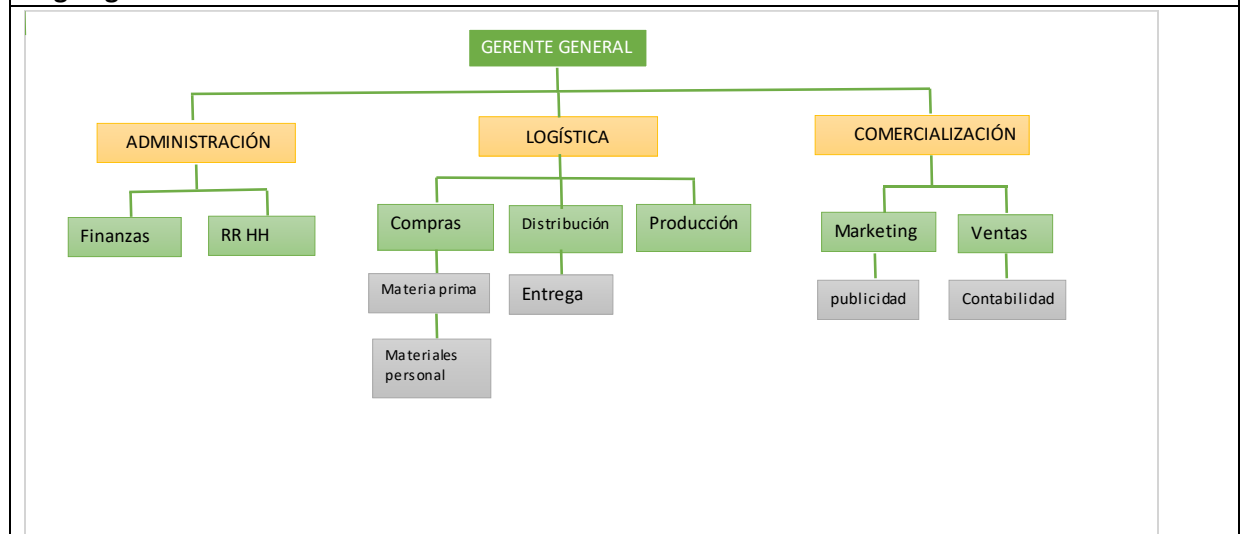 GERENTE GENERAL
ADMINISTRACIÓN
LOGÍSTICA
COMERCIALIZACIÓN
Finanzas
RR HH
Compras
Distribución
Producción
Marketing
Ventas
Materia prima
Entrega
publicidad
Contabilidad
Materiales
personal